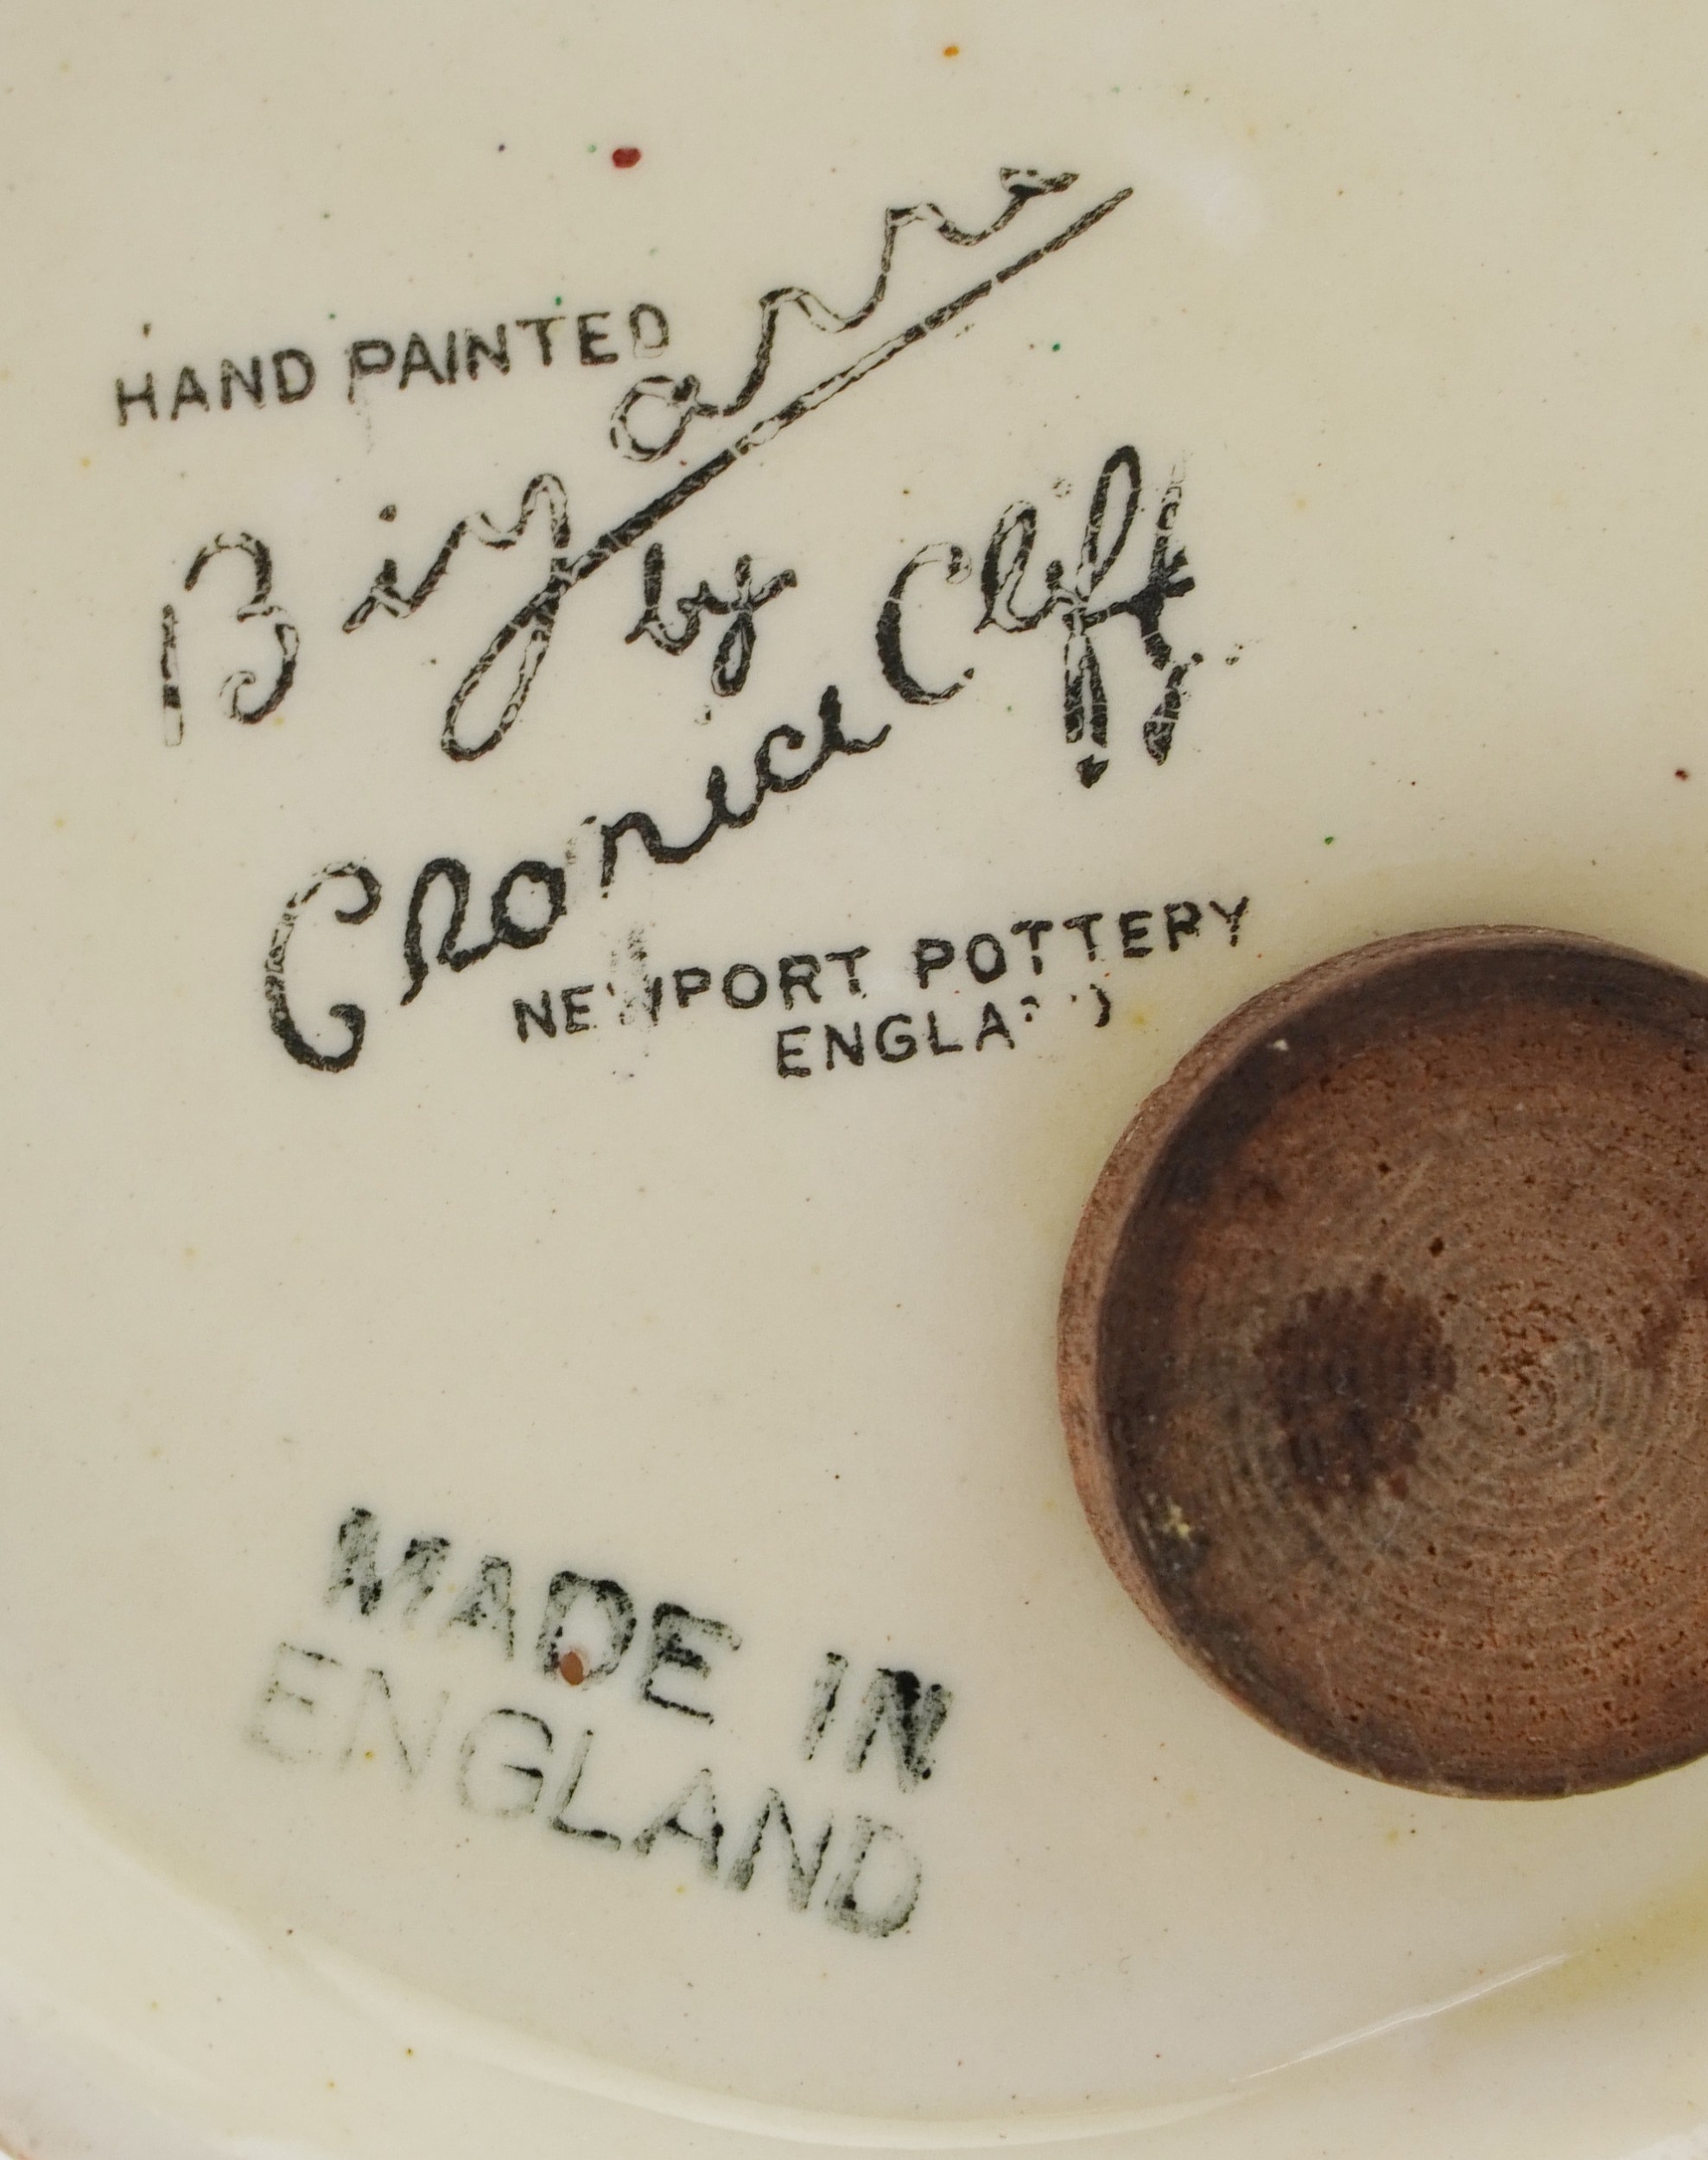 HAND PAINTED
Bizarre
by
Clarice Cliff
NEWPORT POTTERY
ENGLAND
MADE IN
ENGLAND